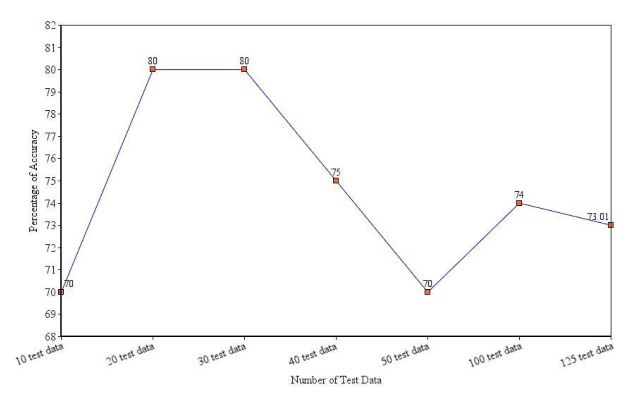 82
81
80
79
78
77
76
75
74
73
72
71
70
69
68
Percentage of Accuracy
70
80
80
75
70
74
73.01
10 test data
20 test data
30 test data
40 test data
50 test data
100 test data
125 test data
Number of Test Data